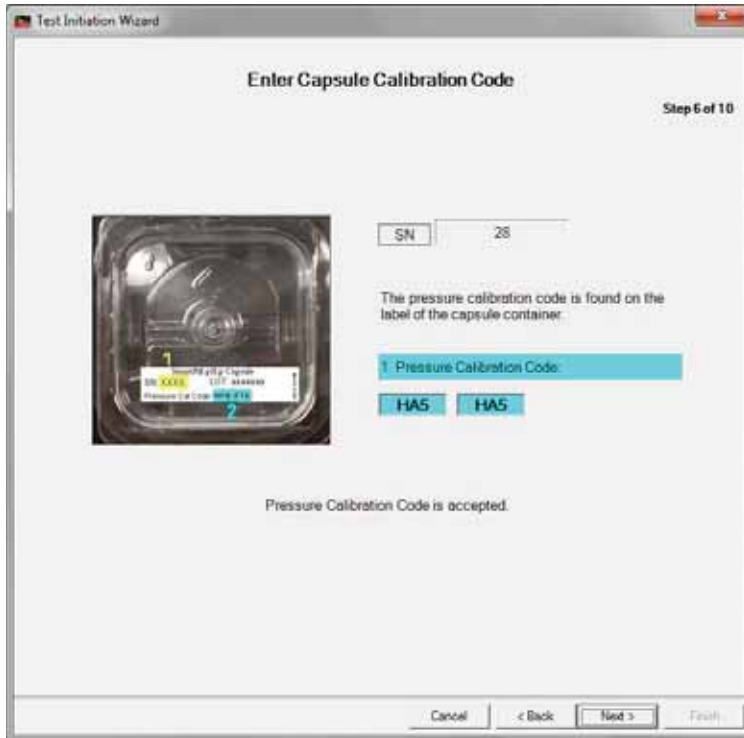 Test Initiation Wizard
Enter Capsule Calibration Code
Step 6 of 10
SN 28
The pressure calibration code is found on the
label of the capsule container.
1 Pressure Calibration Code:
HA5 HA5
1
SN XXXX LOT
Pressure Cal Code
2
Pressure Calibration Code is accepted.
Cancel < Back Next > Finish